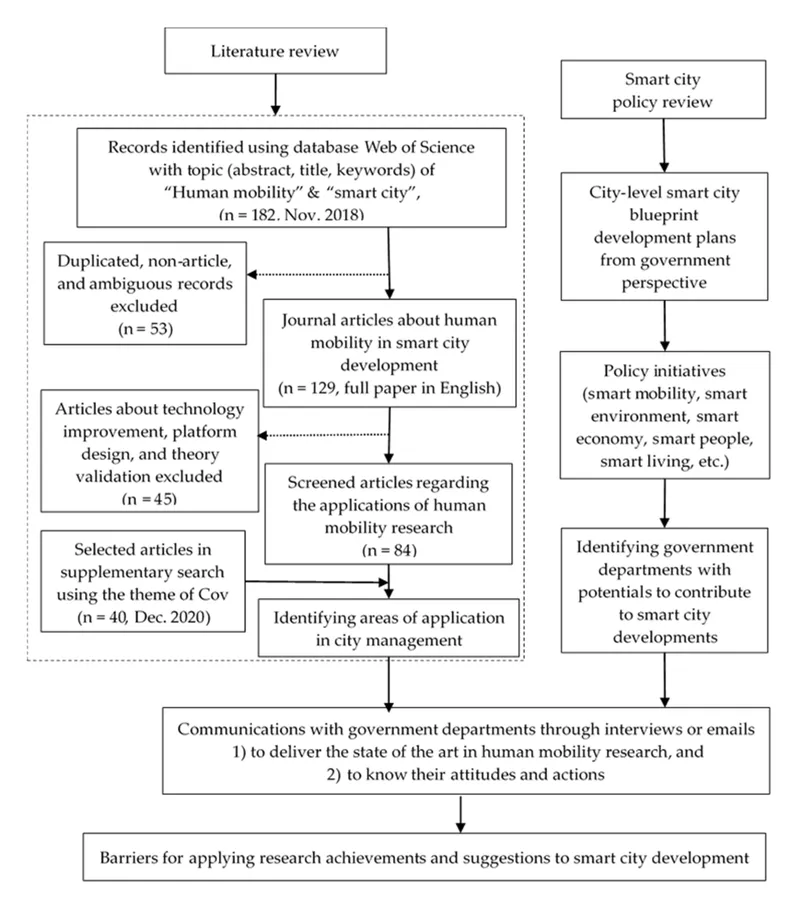 Literature review
Records identified using database Web of Science
with topic (abstract, title, keywords) of
“Human mobility” & “smart city”,
(n = 182, Nov. 2018)
Duplicated, non-article,
and ambiguous records
excluded
(n = 53)
Journal articles about human
mobility in smart city
development
(n = 129, full paper in English)
Articles about technology
improvement, platform
design, and theory
validation excluded
(n = 45)
Screened articles regarding
the applications of human
mobility research
(n = 84)
Selected articles in
supplementary search
using the theme of Cov
(n = 40, Dec. 2020)
Identifying areas of application
in city management
Smart city
policy review
City-level smart city
blueprint
development plans
from government
perspective
Policy initiatives
(smart mobility, smart
environment, smart
economy, smart people,
smart living, etc.)
Identifying government
departments with
potentials to contribute
to smart city
developments
Communications with government departments through interviews or emails
1) to deliver the state of the art in human mobility research, and
2) to know their attitudes and actions
Barriers for applying research achievements and suggestions to smart city development